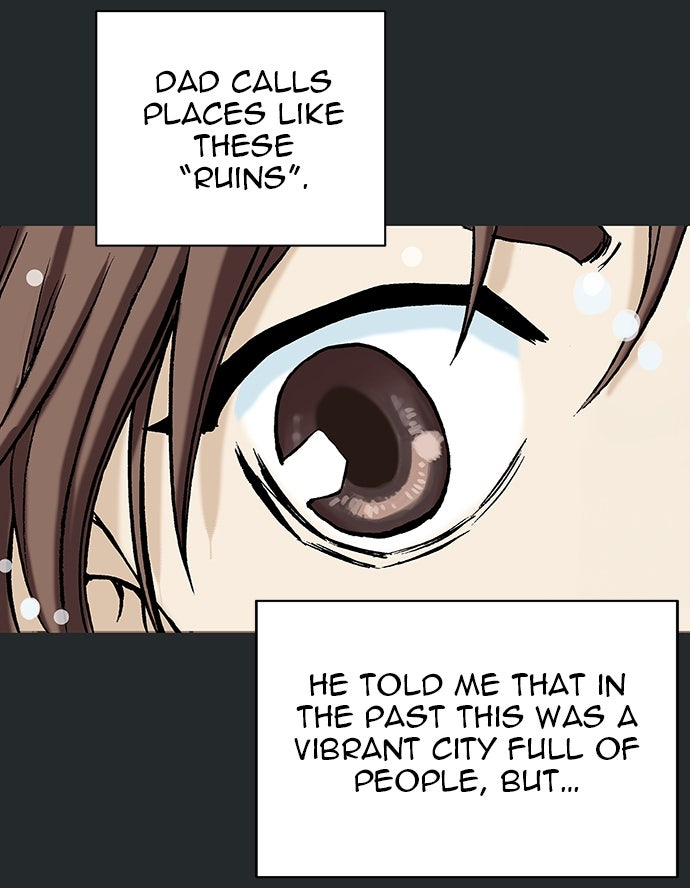 DAD CALLS
PLACES LIKE
THESE
“RUINS”.
HE TOLD ME THAT IN
THE PAST THIS WAS A
VIBRANT CITY FULL OF
PEOPLE, BUT...